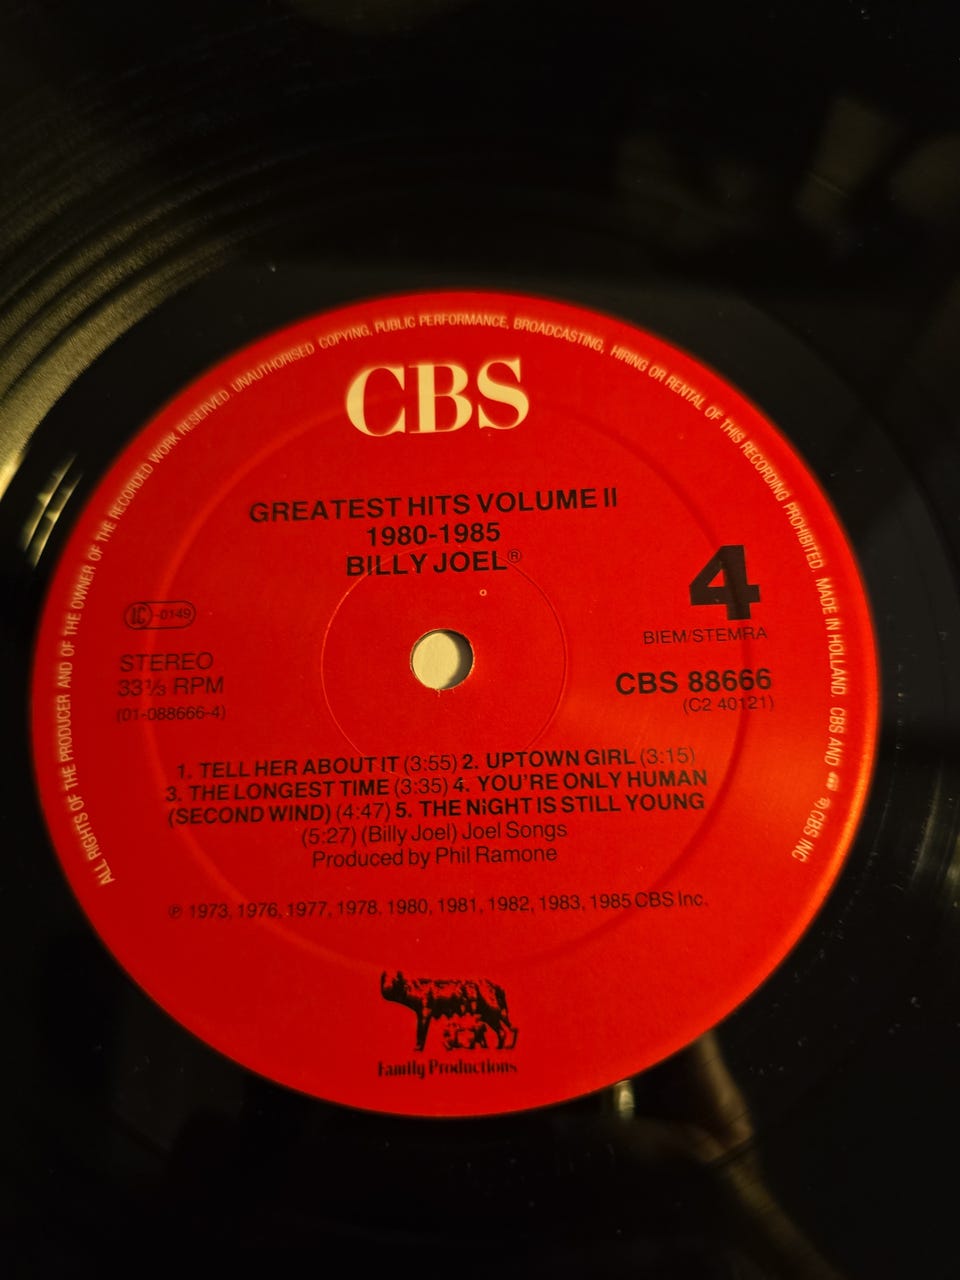 ALL RIGHTS OF THE PRODUCER AND OF THE OWNER OF THE RECORDED WORK RESERVED. UNAUTHORISED COPYING, PUBLIC PERFORMANCE, BROADCASTING, HIRING OR RENTAL OF THIS RECORDING PROHIBITED. MADE IN HOLLAND. CBS AND ℗ CBS INC
CBS
GREATEST HITS VOLUME II
1980-1985
BILLY JOEL®
4
BIEM/STEMRA
CBS 88666
(C2 40121)
LC-0149
STEREO
33⅓ RPM
(01-088666-4)
1. TELL HER ABOUT IT (3:55) 2. UPTOWN GIRL (3:15)
3. THE LONGEST TIME (3:35) 4. YOU'RE ONLY HUMAN
(SECOND WIND) (4:47) 5. THE NiGHT IS STILL YOUNG
(5:27) (Billy Joel) Joel Songs
Produced by Phil Ramone
℗ 1973, 1976, 1977, 1978, 1980, 1981, 1982, 1983, 1985 CBS Inc.
Family Productions